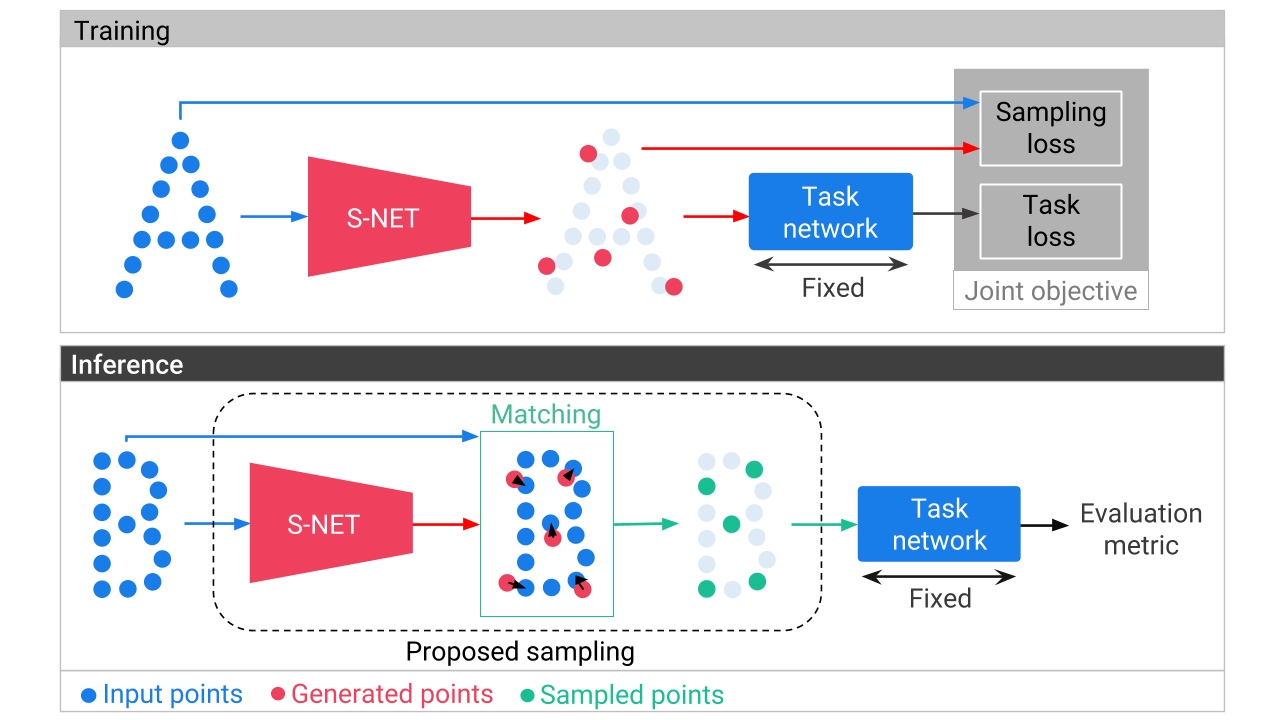 Training
Sampling
loss
S-NET
Task
network
Task
loss
Fixed
Joint objective
Inference
Matching
S-NET
Task
network
Evaluation
metric
Fixed
Proposed sampling
Input points
Generated points
Sampled points